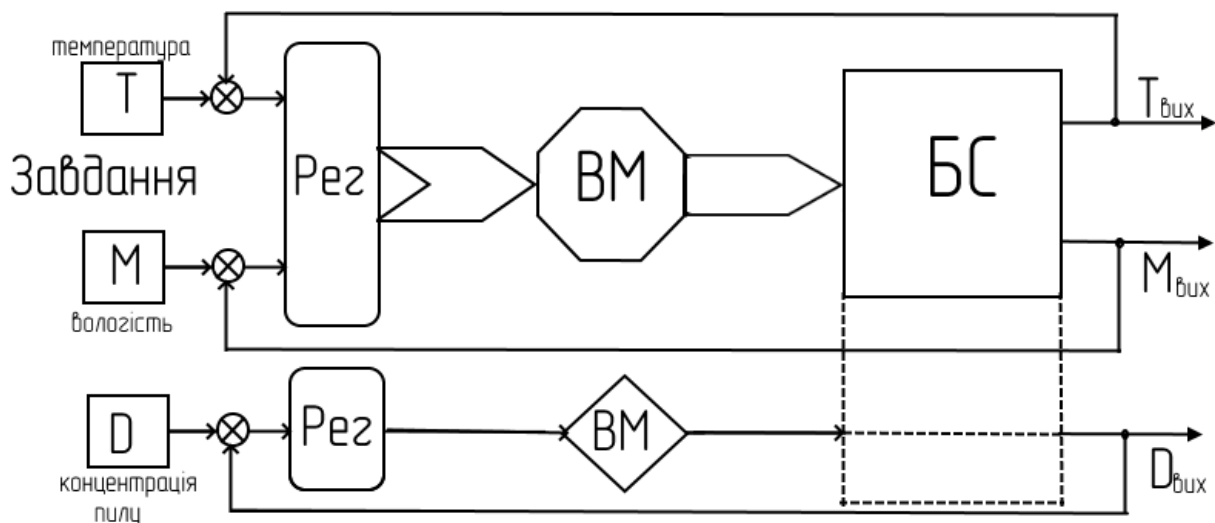 температура
Т
Завдання
М
вологість
Рег
ВМ
БС
Tвих
Mвих
D
концентрація
пилу
Рег
ВМ
Dвих